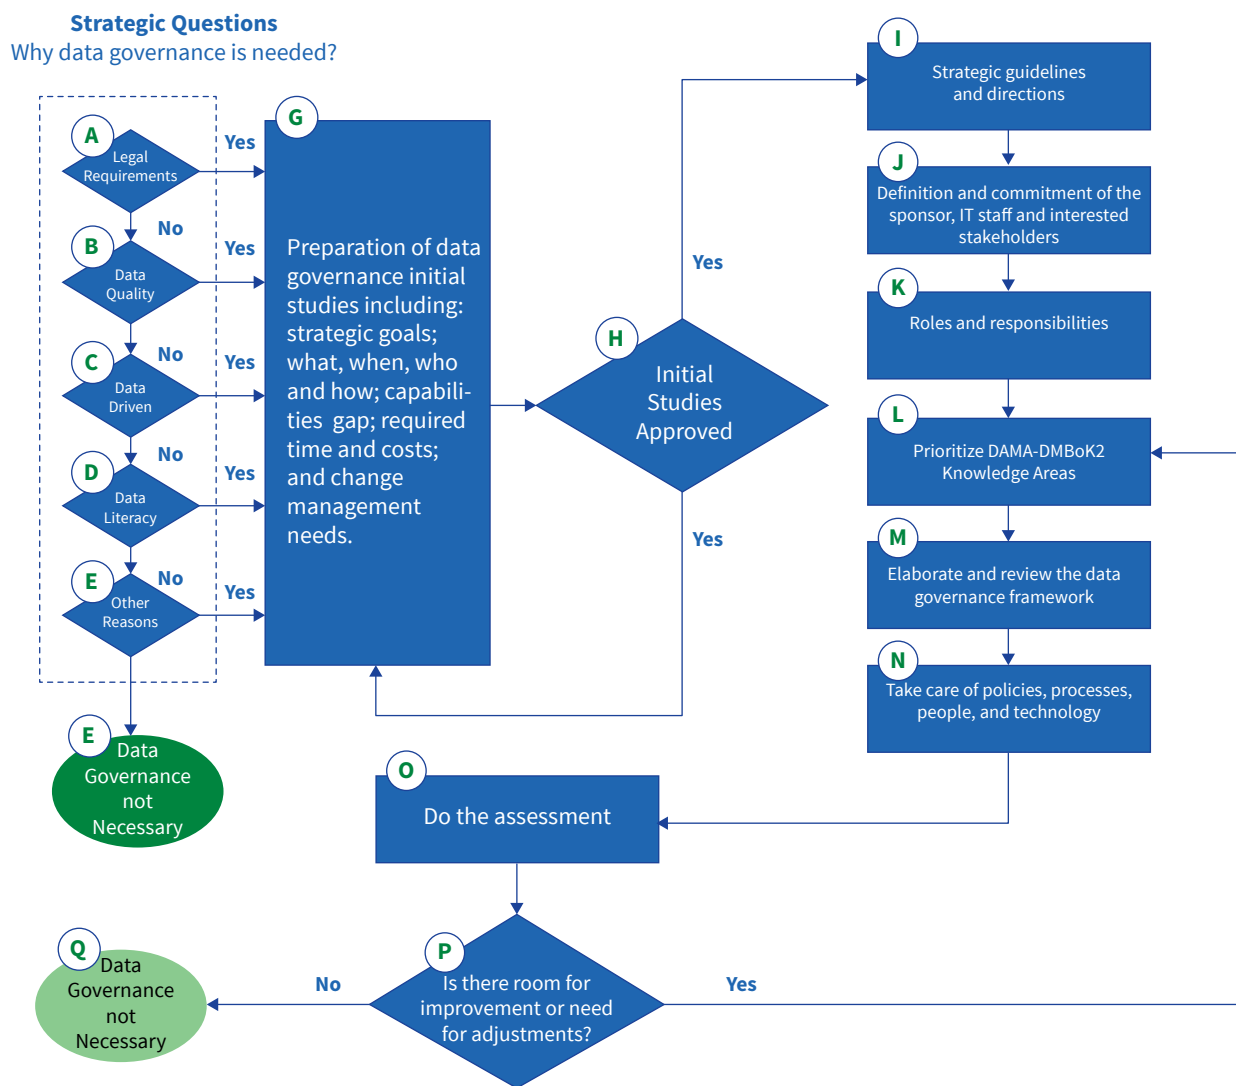 Strategic Questions
Why data governance is needed?
A
Legal
Requirements
Yes
No
B
Data
Quality
Yes
No
C
Data
Driven
Yes
No
D
Data
Literacy
Yes
No
E
Other
Reasons
Yes
E
Data
Governance
not
Necessary
G
Preparation of data
governance initial
studies including:
strategic goals;
what, when, who
and how; capabili-
ties gap; required
time and costs;
and change
management
needs.
H
Initial
Studies
Approved
Yes
Yes
I
Strategic guidelines
and directions
J
Definition and commitment of the
sponsor, IT staff and interested
stakeholders
K
Roles and responsibilities
L
Prioritize DAMA-DMBoK2
Knowledge Areas
M
Elaborate and review the data
governance framework
N
Take care of policies, processes,
people, and technology
O
Do the assessment
P
Is there room for
improvement or need
for adjustments?
No
Yes
Q
Data
Governance
not
Necessary